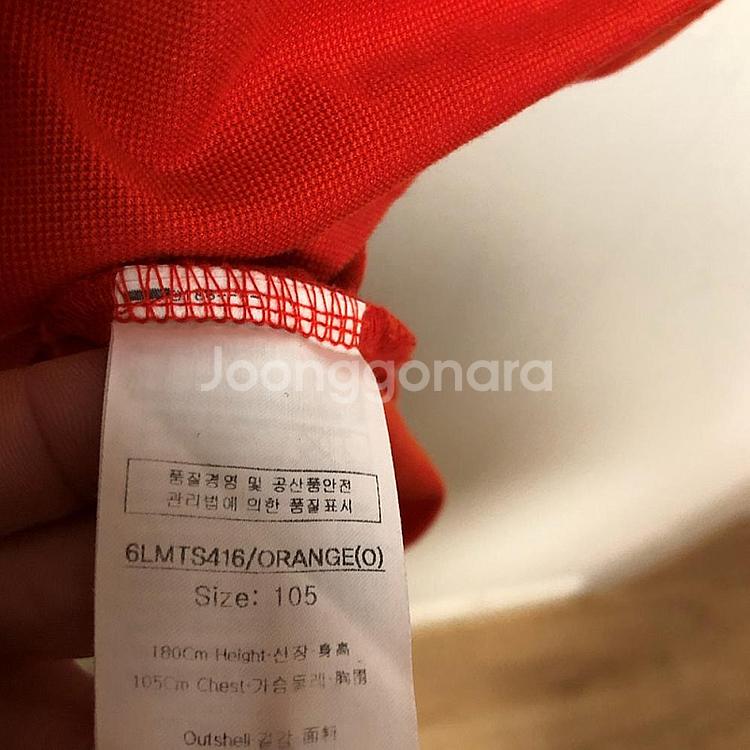 Joonggonara
품질경영 및 공산품안전
관리법에 의한 품질표시
6LMTS416/ORANGE(O)
Size: 105
180Cm Height·신장·身高
105Cm Chest·가슴둘레·胸圍
Outshell·겉감·面料